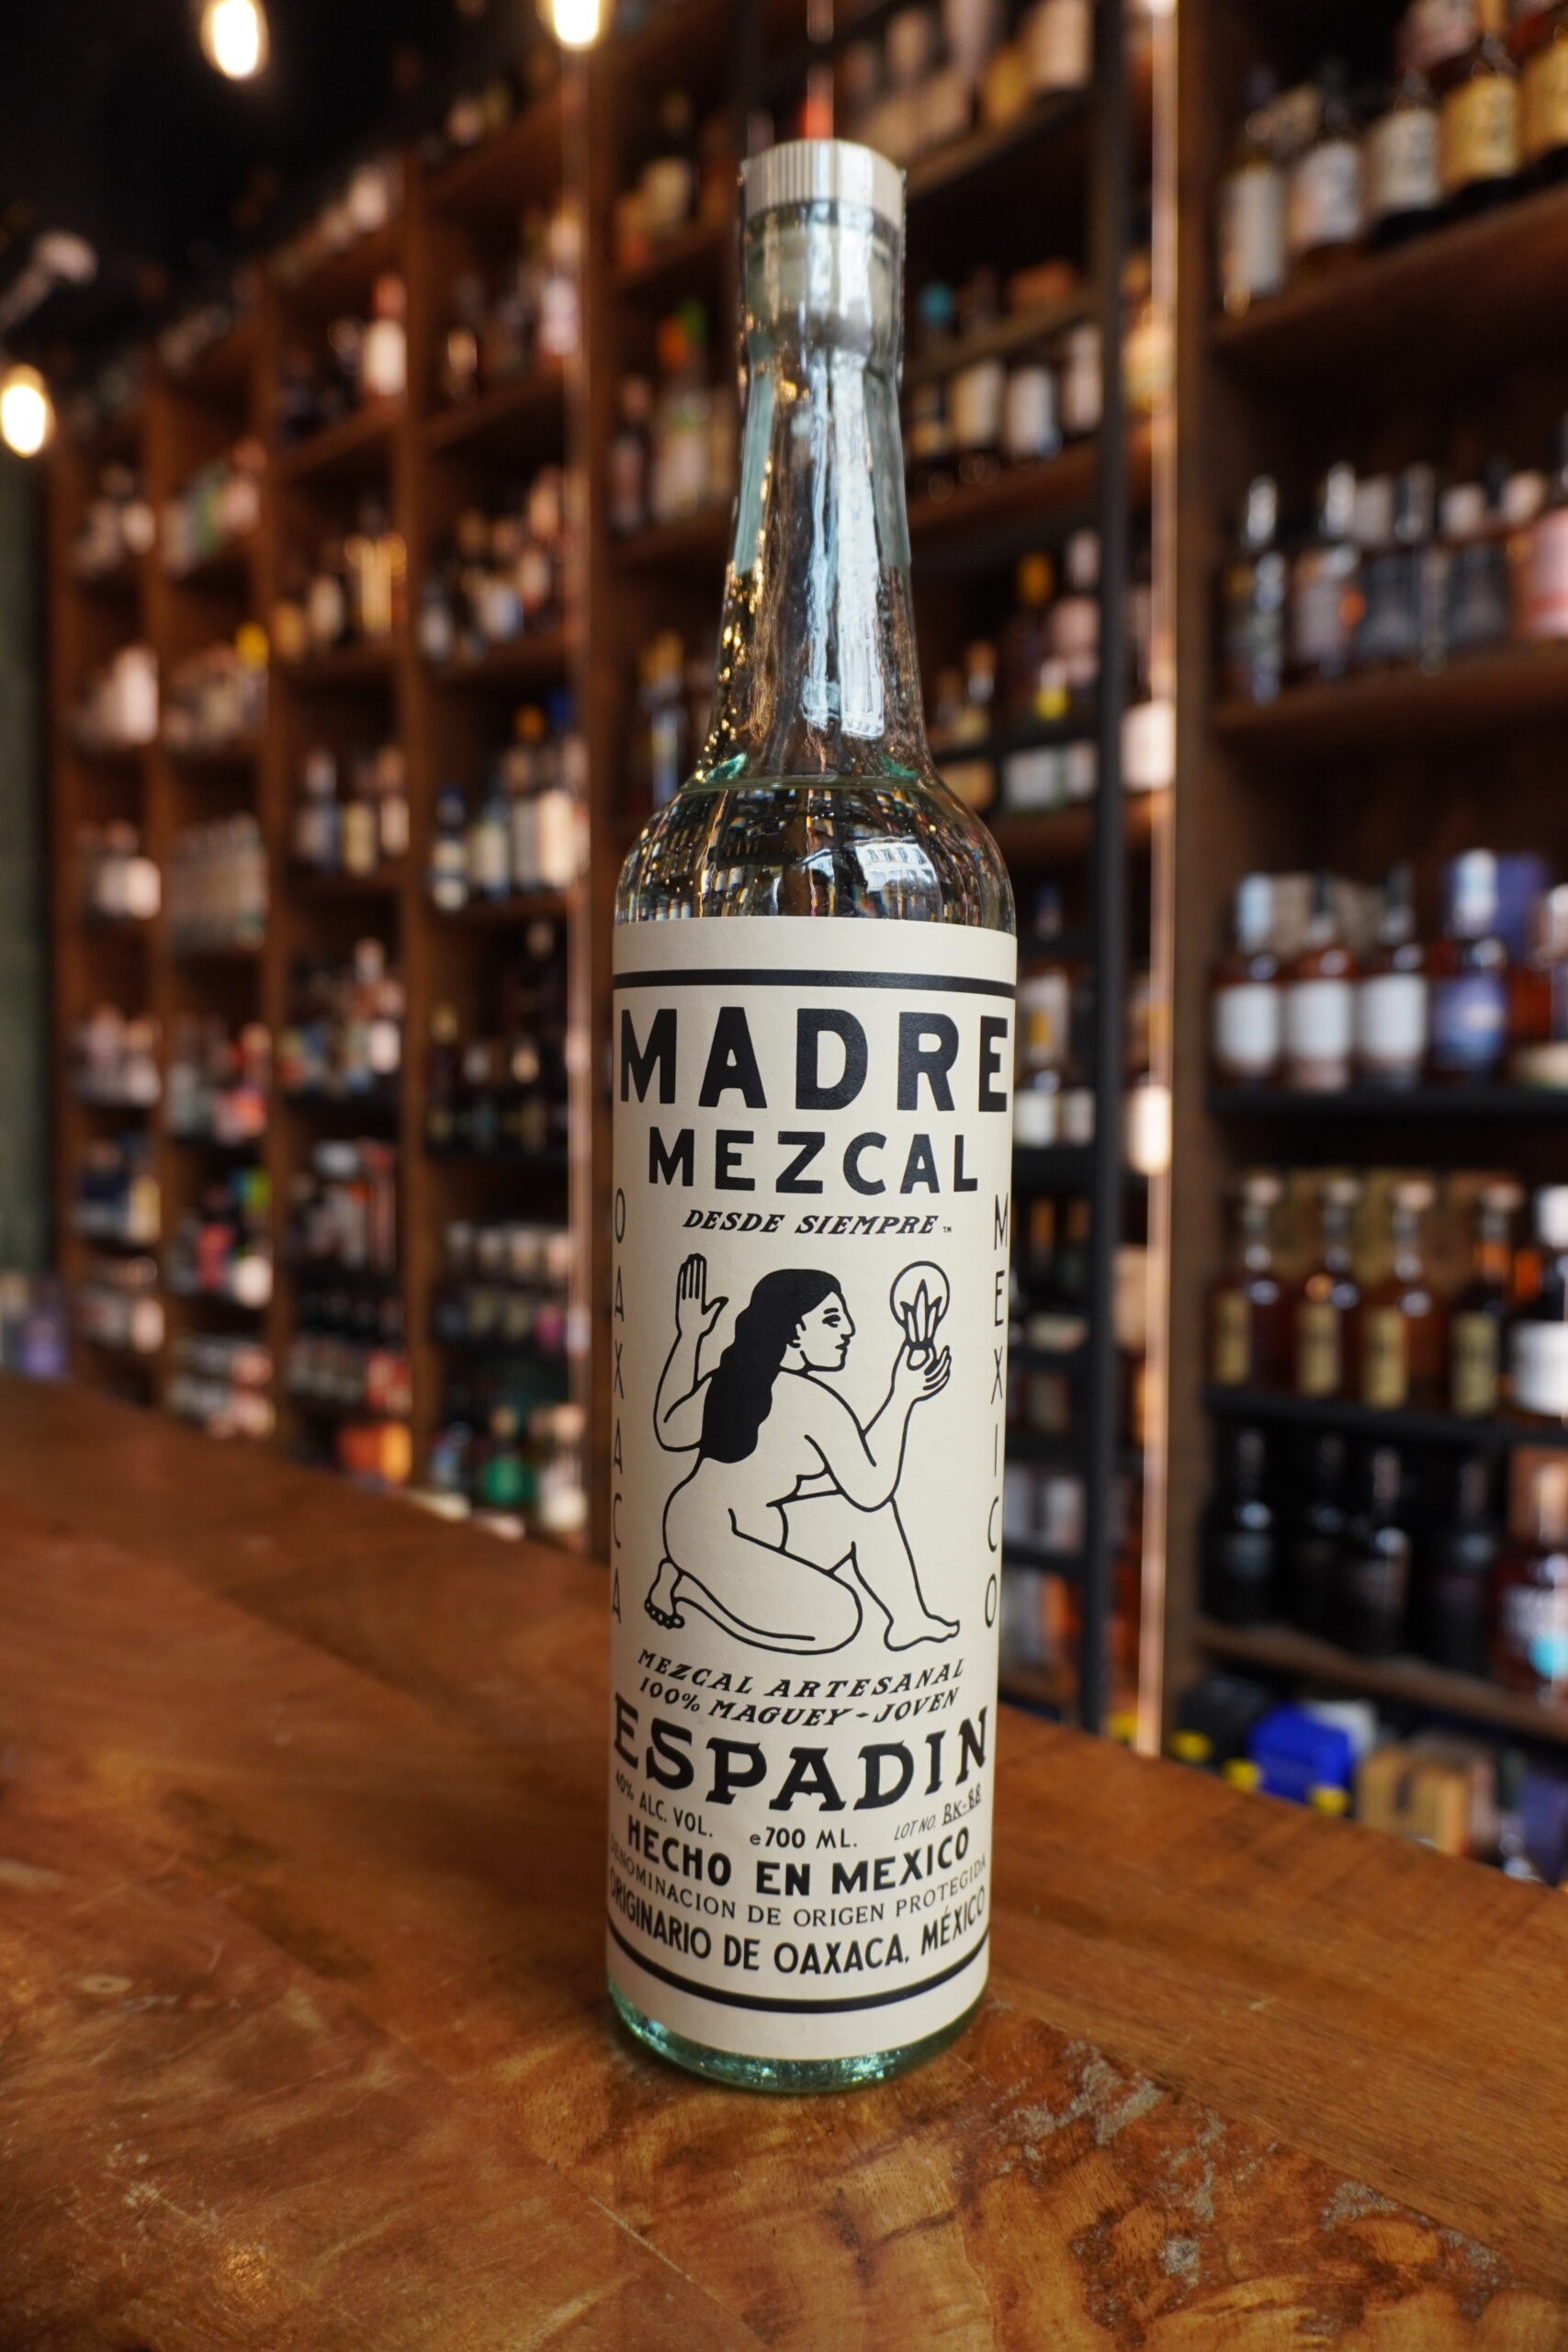 MADRE
MEZCAL
DESDE SIEMPRE™
OAXACA
MEXICO
MEZCAL ARTESANAL
100% MAGUEY - JOVEN
ESPADIN
40% ALC. VOL. e700 ML. LOT NO. BK-88
HECHO EN MEXICO
DENOMINACION DE ORIGEN PROTEGIDA
ORIGINARIO DE OAXACA, MÉXICO